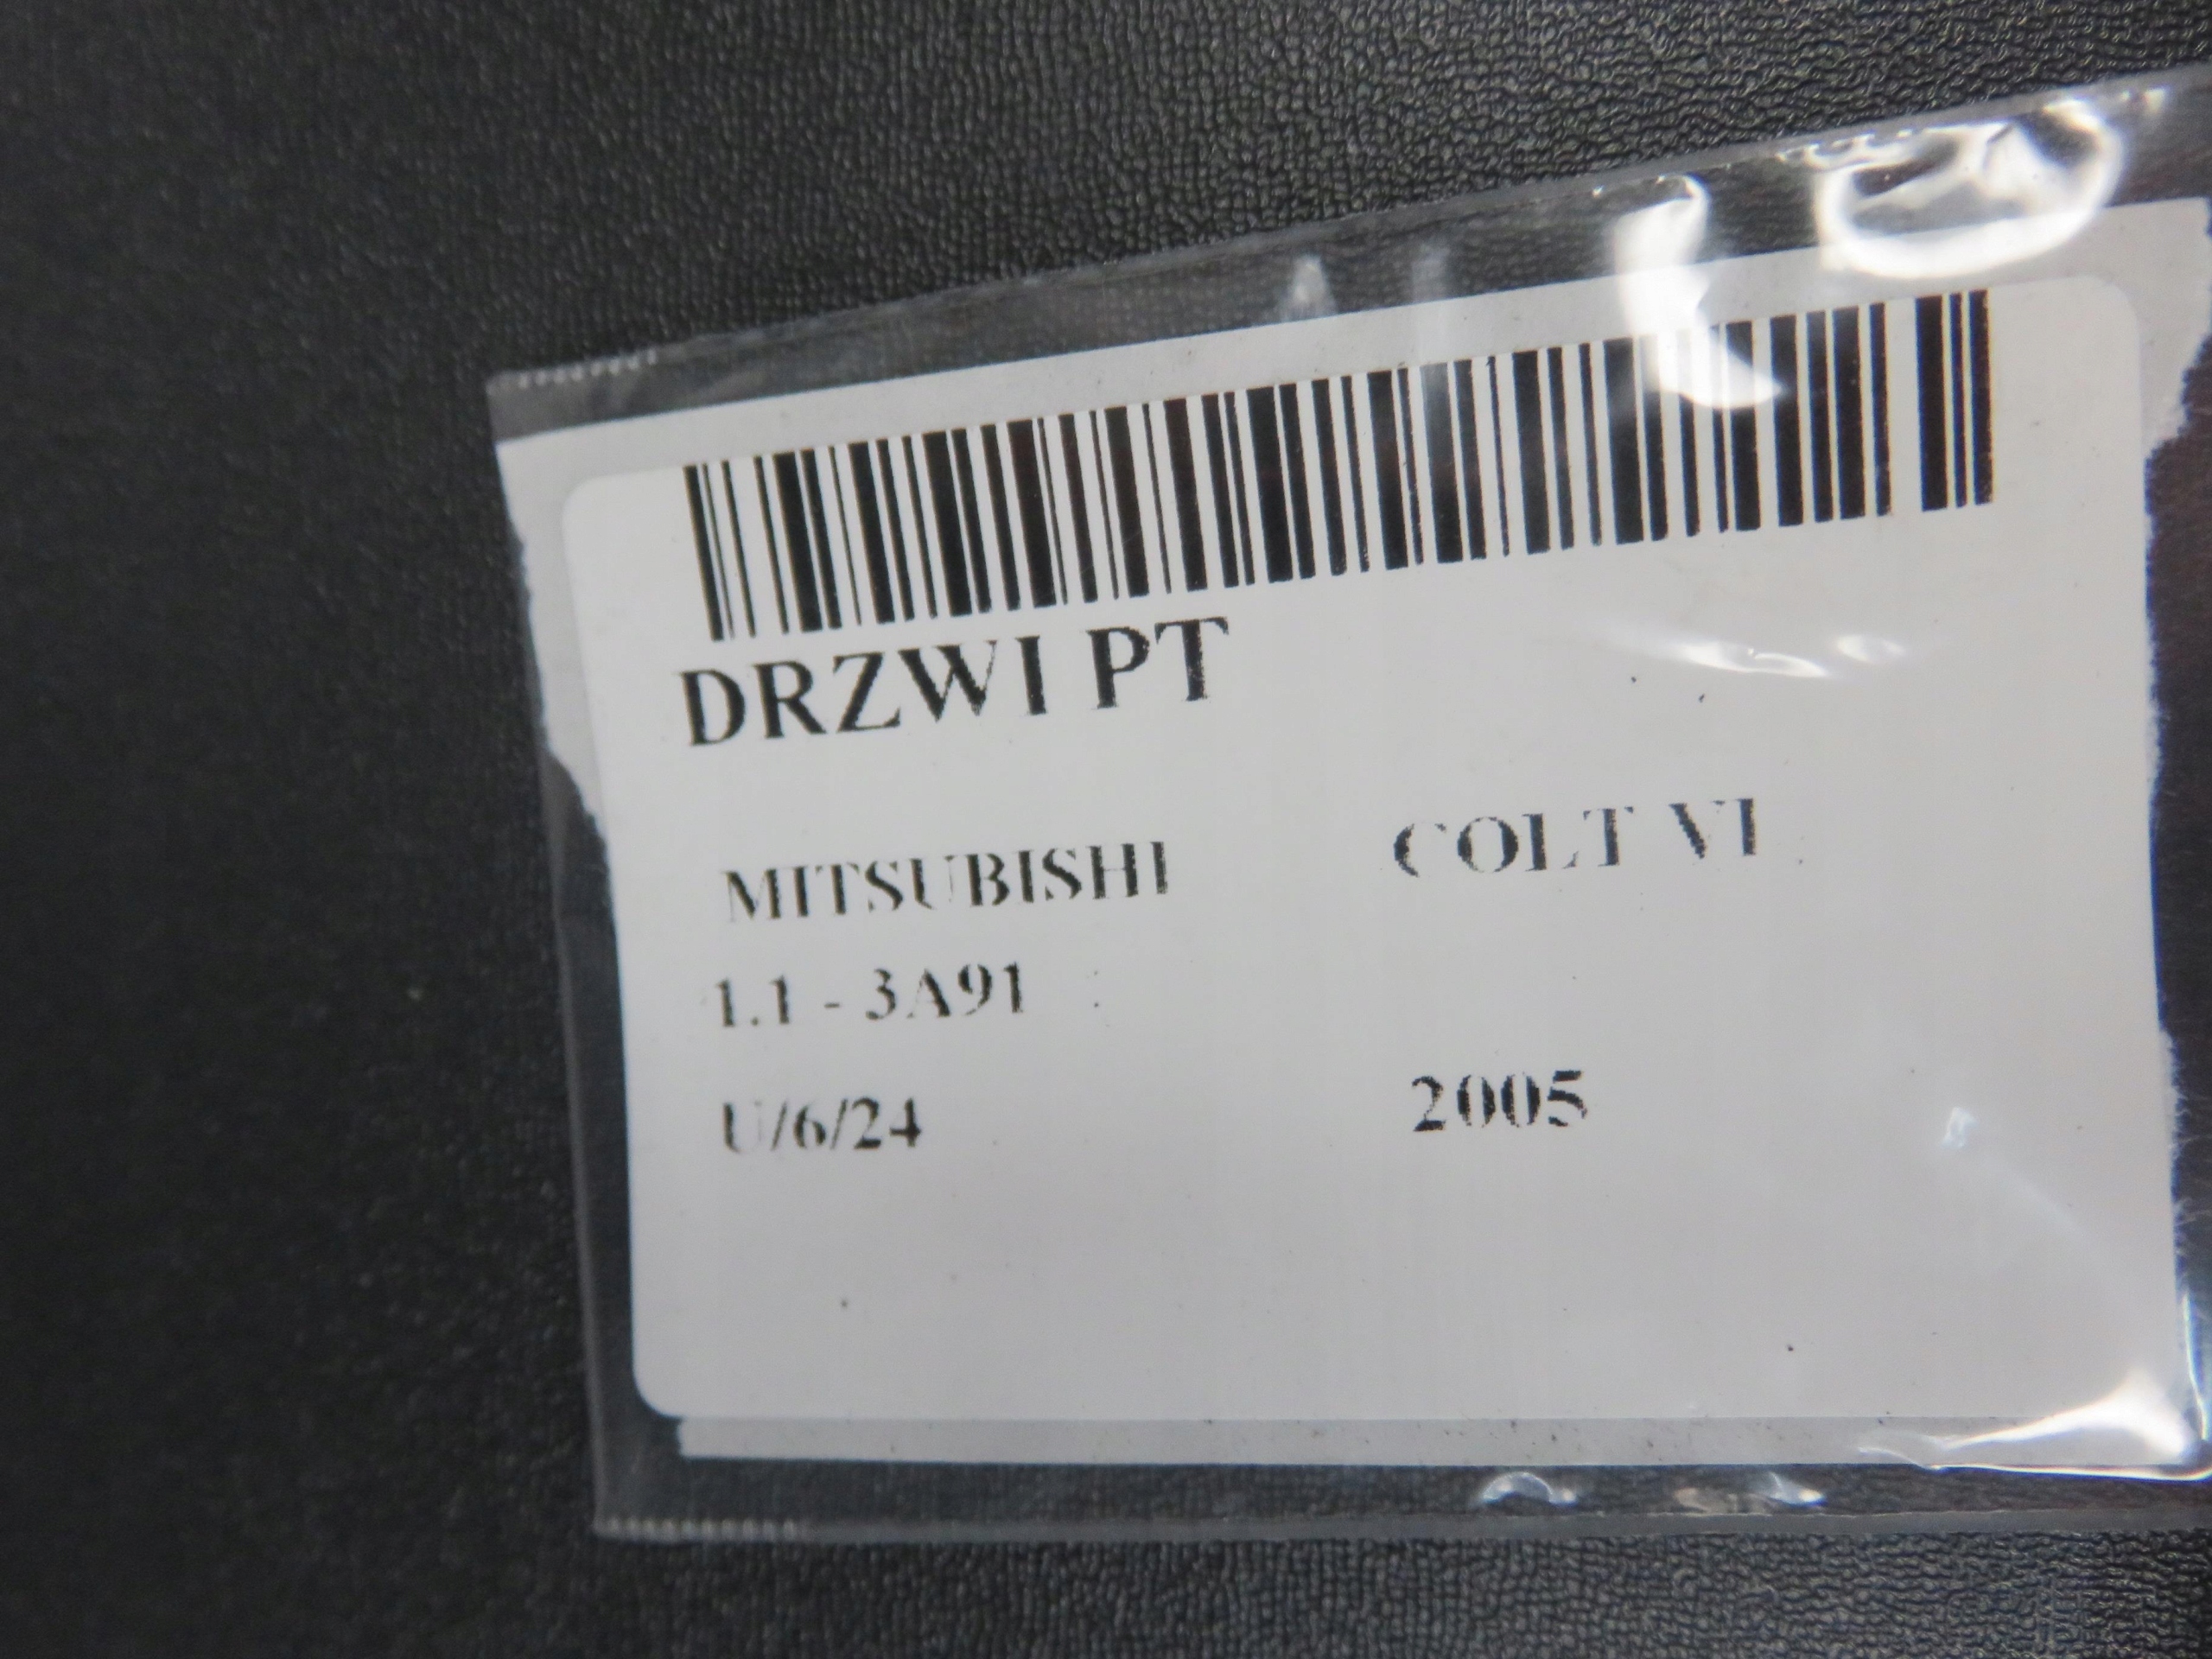 DRZWI PT
MITSUBISHI COLT VI
1.1 - 3A91
U/6/24 2005